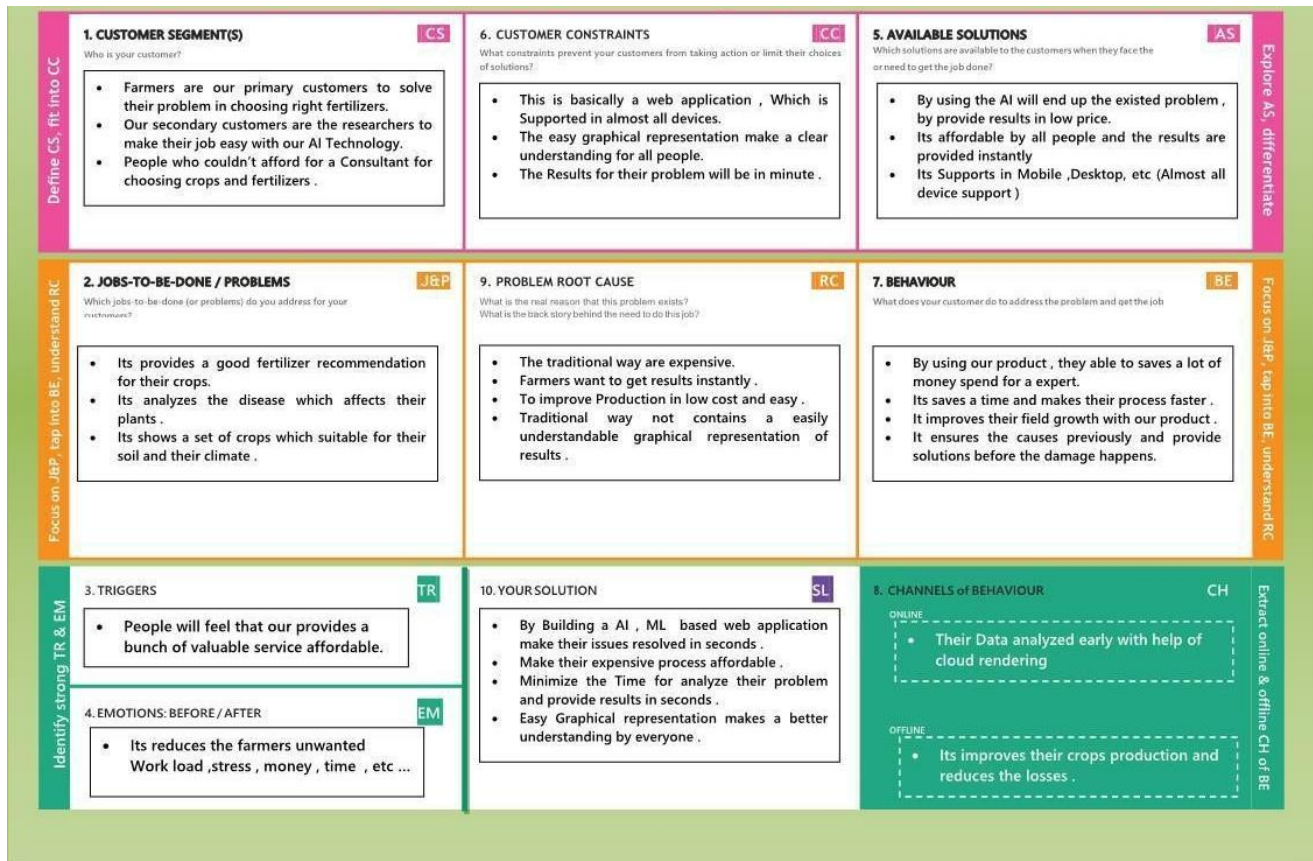 Define CS, fit into CC
1. CUSTOMER SEGMENT(S)
CS
Who is your customer?
• Farmers are our primary customers to solve
their problem in choosing right fertilizers.
• Our secondary customers are the researchers to
make their job easy with our AI Technology.
• People who couldn't afford for a Consultant for
choosing crops and fertilizers .
6. CUSTOMER CONSTRAINTS
CC
What constraints prevent your customers from taking action or limit their choices
of solutions?
• This is basically a web application , Which is
Supported in almost all devices.
• The easy graphical representation make a clear
understanding for all people.
• The Results for their problem will be in minute .
5. AVAILABLE SOLUTIONS
AS
Which solutions are available to the customers when they face the
or need to get the job done?
• By using the AI will end up the existed problem ,
by provide results in low price.
• Its affordable by all people and the results are
provided instantly
• Its Supports in Mobile ,Desktop, etc (Almost all
device support )
Explore AS, differentiate
Focus on J&P, tap into BE, understand RC
2. JOBS-TO-BE-DONE / PROBLEMS
J&P
Which jobs-to-be-done (or problems) do you address for your
customers?
• Its provides a good fertilizer recommendation
for their crops.
• Its analyzes the disease which affects their
plants .
• Its shows a set of crops which suitable for their
soil and their climate .
9. PROBLEM ROOT CAUSE
RC
What is the real reason that this problem exists?
What is the back story behind the need to do this job?
• The traditional way are expensive.
• Farmers want to get results instantly .
• To improve Production in low cost and easy .
• Traditional way not contains a easily
understandable graphical representation of
results .
7. BEHAVIOUR
BE
What does your customer do to address the problem and get the job
• By using our product , they able to saves a lot of
money spend for a expert.
• Its saves a time and makes their process faster .
• It improves their field growth with our product .
• It ensures the causes previously and provide
solutions before the damage happens.
Focus on J&P, tap into BE, understand RC
Identify strong TR & EM
3. TRIGGERS
TR
• People will feel that our provides a
bunch of valuable service affordable.
4. EMOTIONS: BEFORE / AFTER
EM
• Its reduces the farmers unwanted
Work load ,stress , money , time , etc ...
10. YOUR SOLUTION
SL
• By Building a AI , ML based web application
make their issues resolved in seconds .
• Make their expensive process affordable .
• Minimize the Time for analyze their problem
and provide results in seconds .
• Easy Graphical representation makes a better
understanding by everyone .
8. CHANNELS of BEHAVIOUR
CH
ONLINE
• Their Data analyzed early with help of
cloud rendering
OFFLINE
• Its improves their crops production and
reduces the losses .
Extract online & offline CH of BE